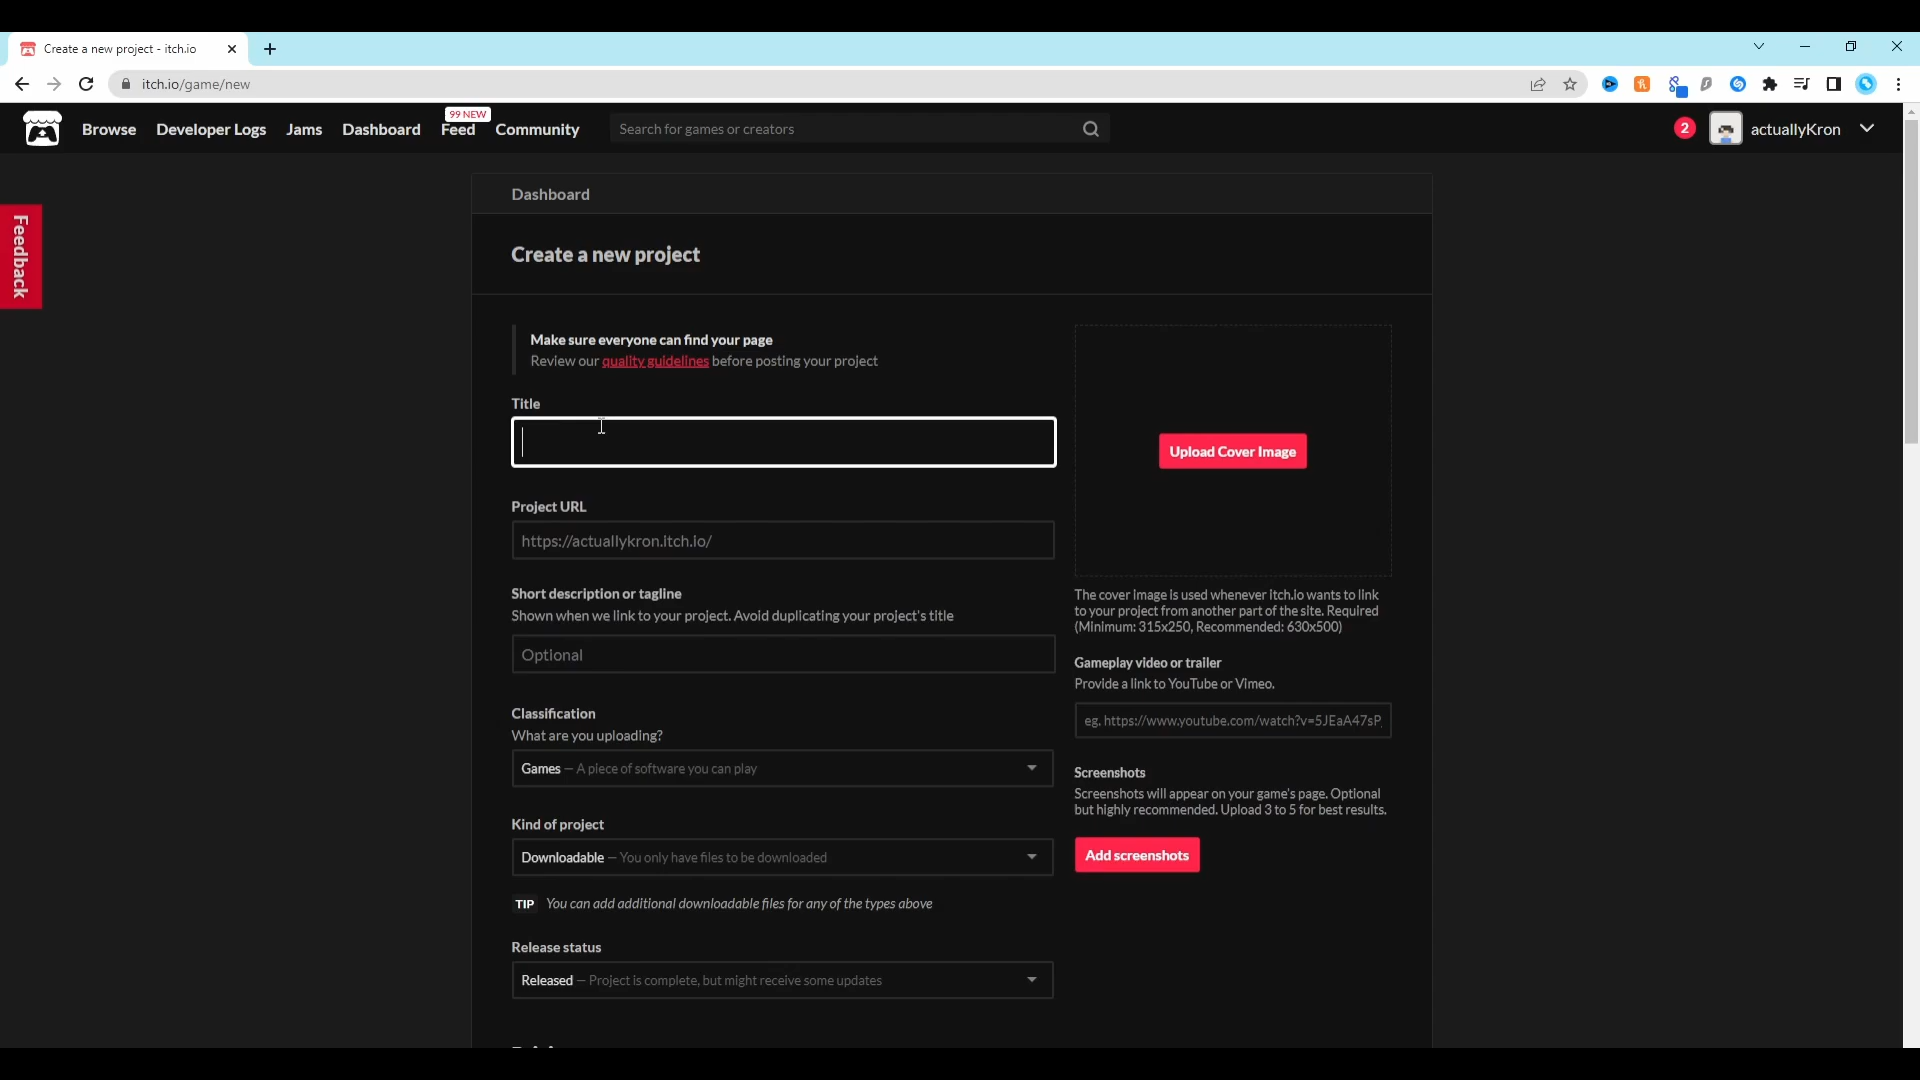 Create a new project - itch.io
itch.io/game/new
Browse
Developer Logs
Jams
Dashboard
99 NEW
Feed
Community
Search for games or creators
2
actuallyKron
Feedback
Dashboard
Create a new project
Make sure everyone can find your page
Review our quality guidelines before posting your project
Title
Project URL
https://actuallykron.itch.io/
Short description or tagline
Shown when we link to your project. Avoid duplicating your project's title
Optional
Classification
What are you uploading?
Games — A piece of software you can play
Kind of project
Downloadable — You only have files to be downloaded
TIP You can add additional downloadable files for any of the types above
Release status
Released — Project is complete, but might receive some updates
Upload Cover Image
The cover image is used whenever itch.io wants to link
to your project from another part of the site. Required
(Minimum: 315x250, Recommended: 630x500)
Gameplay video or trailer
Provide a link to YouTube or Vimeo.
eg. https://www.youtube.com/watch?v=5JEaA47sP
Screenshots
Screenshots will appear on your game's page. Optional
but highly recommended. Upload 3 to 5 for best results.
Add screenshots